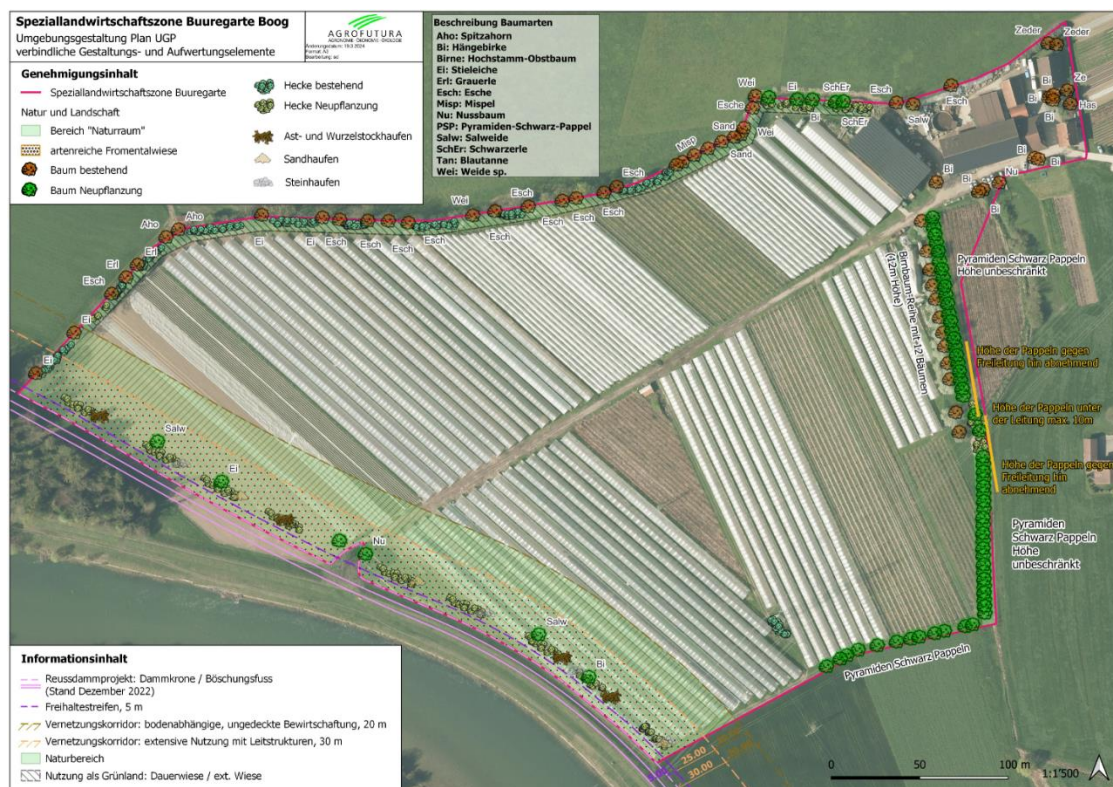 Speziallandwirtschaftszone Buuregarte Boog
Umgebungsgestaltung Plan UGP
verbindliche Gestaltungs- und Aufwertungselemente
AGROFUTURA
AGRONOMIE · ÖKONOMIE · ÖKOLOGIE
Genehmigungsinhalt
Speziallandwirtschaftszone Buuregarte
Natur und Landschaft
Bereich "Naturraum"
artenreiche Fromentalwiese
Baum bestehend
Baum Neupflanzung
Hecke bestehend
Hecke Neupflanzung
Ast- und Wurzelstockhaufen
Sandhaufen
Steinhaufen
Beschreibung Baumarten
Aho: Spitzahorn
Bi: Hängebirke
Birne: Hochstamm-Obstbaum
Ei: Stieleiche
Erl: Grauerle
Esch: Esche
Misp: Mispel
Nu: Nussbaum
PSP: Pyramiden-Schwarz-Pappel
Salw: Salweide
SchEr: Schwarzerle
Tan: Blautanne
Wei: Weide sp.
Zeder
Zeder
Ze
Has
Bi
Bi
Esch
Salw
Esch
SchEr
SchEr
Bi
Ei
Wei
Esche
Wei
Sand
Sand
Misp
Esch
Esch
Wei
Bi
Bi
Bi
Nu
Bi
Aho
Aho
Erl
Erl
Esch
Ei
Ei
Ei
Ei
Esch
Esch
Esch
Esch
Esch
Esch
Esch
Esch
Pyramiden Schwarz Pappeln
Höhe unbeschränkt
Birnbaum-Reihe mit 12 Bäumen
(12m Höhe)
Höhe der Pappeln gegen
Freileitung hin abnehmend
Höhe der Pappeln unter
der Leitung max. 10m
Höhe der Pappeln gegen
Freileitung hin
abnehmend
Pyramiden
Schwarz Pappeln
Höhe
unbeschränkt
Pyramiden Schwarz Pappeln
Salw
Ei
Nu
Salw
Bi
5.00
25.00
30.00
Informationsinhalt
Reussdammprojekt: Dammkrone / Böschungsfuss
(Stand Dezember 2022)
Freihaltestreifen, 5 m
Vernetzungskorridor: bodenabhängige, ungedeckte Bewirtschaftung, 20 m
Vernetzungskorridor: extensive Nutzung mit Leitstrukturen, 30 m
Naturbereich
Nutzung als Grünland: Dauerwiese / ext. Wiese
0 50 100 m
1:1'500